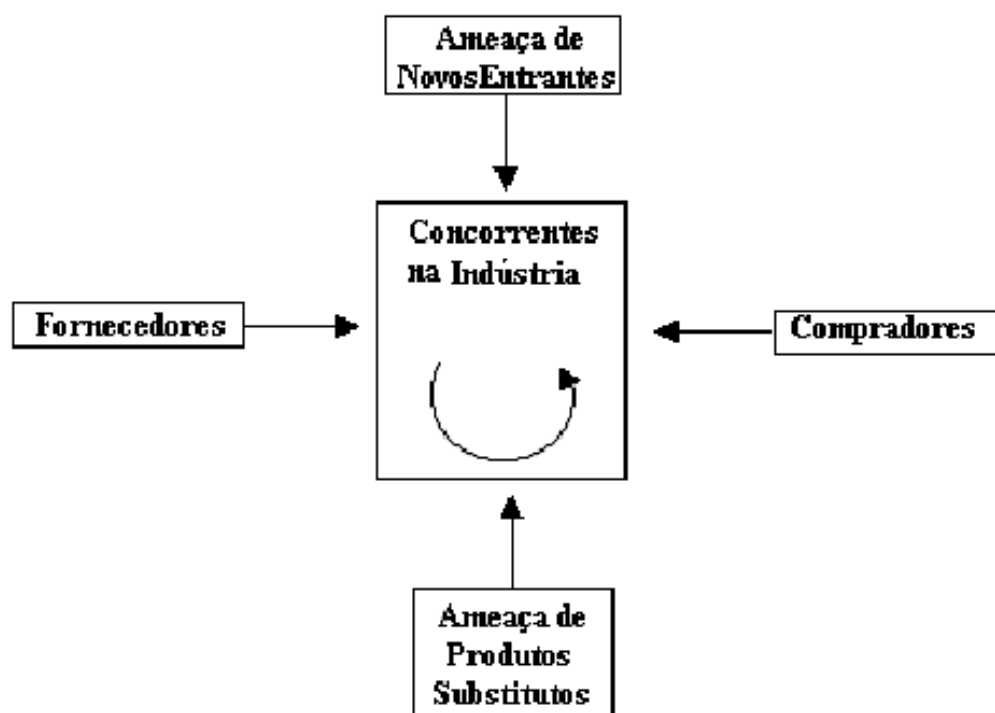 Ameaça de
NovosEntrantes
Concorrentes
na Indústria
Fornecedores
Compradores
Ameaça de
Produtos
Substitutos